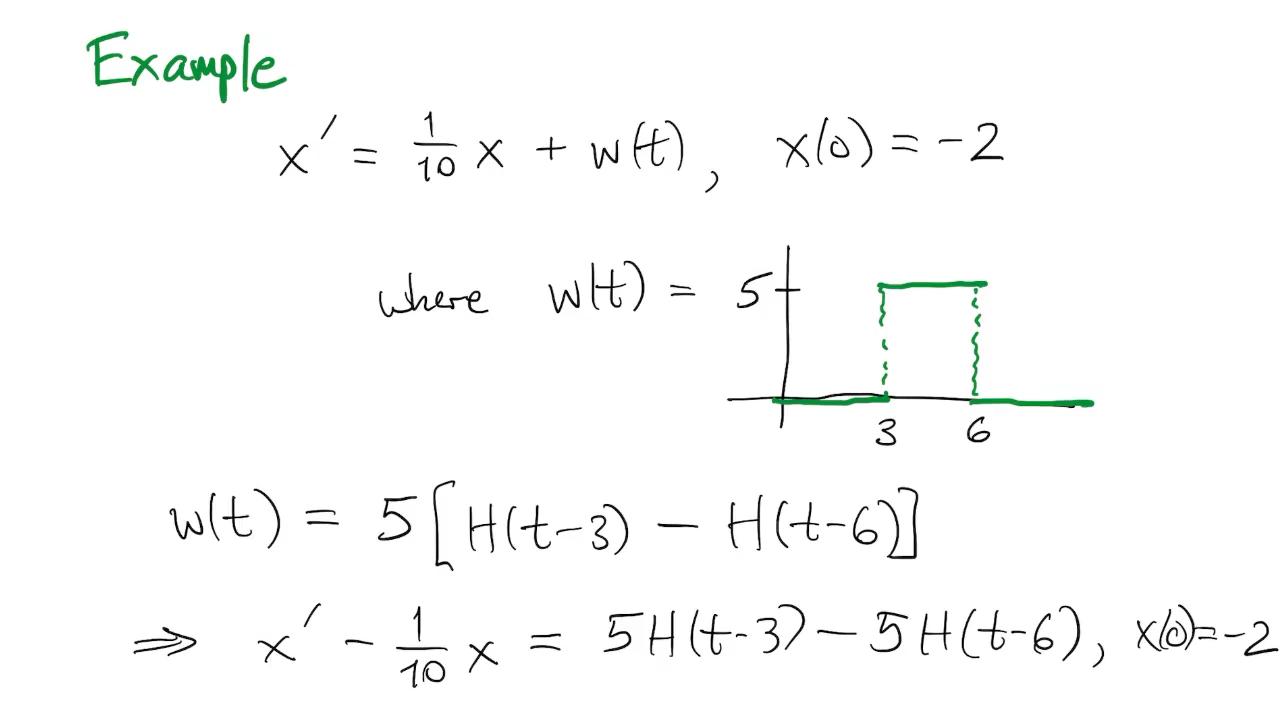 Example
x′ = 1/10 x + w(t), x(0) = -2
where w(t) = 5
3 6
w(t) = 5[H(t-3) - H(t-6)]
⇒ x′ - 1/10 x = 5H(t-3) - 5H(t-6), x(0)=-2